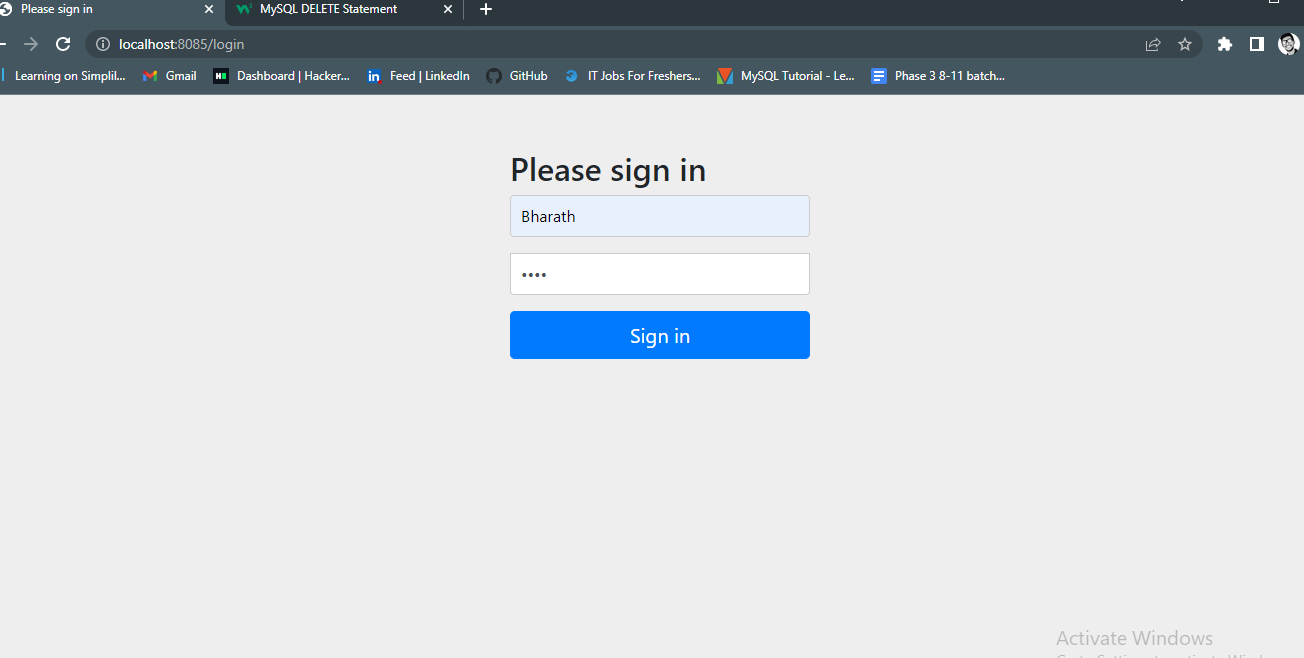 Please sign in MySQL DELETE Statement
localhost:8085/login
Learning on Simplil... Gmail Dashboard | Hacker... Feed | LinkedIn GitHub IT Jobs For Freshers... MySQL Tutorial - Le... Phase 3 8-11 batch...
Please sign in
Bharath
••••
Sign in
Activate Windows